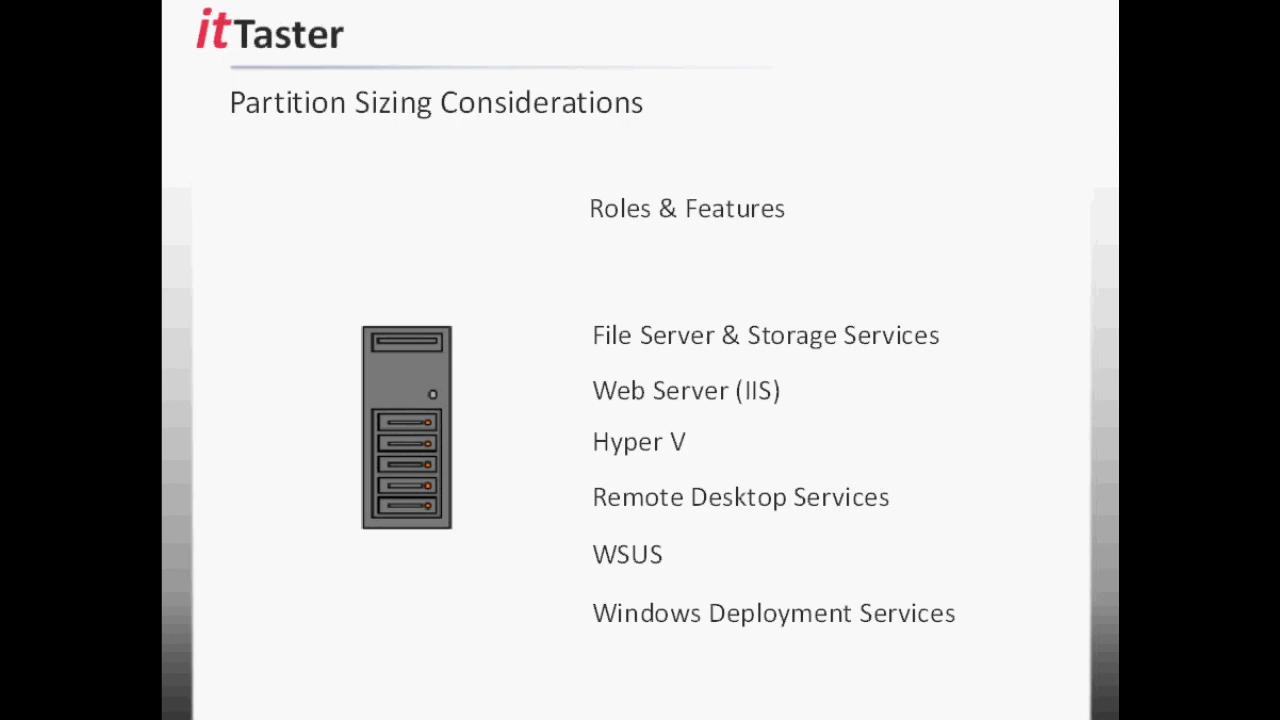 itTaster
Partition Sizing Considerations
Roles & Features
File Server & Storage Services
Web Server (IIS)
Hyper V
Remote Desktop Services
WSUS
Windows Deployment Services